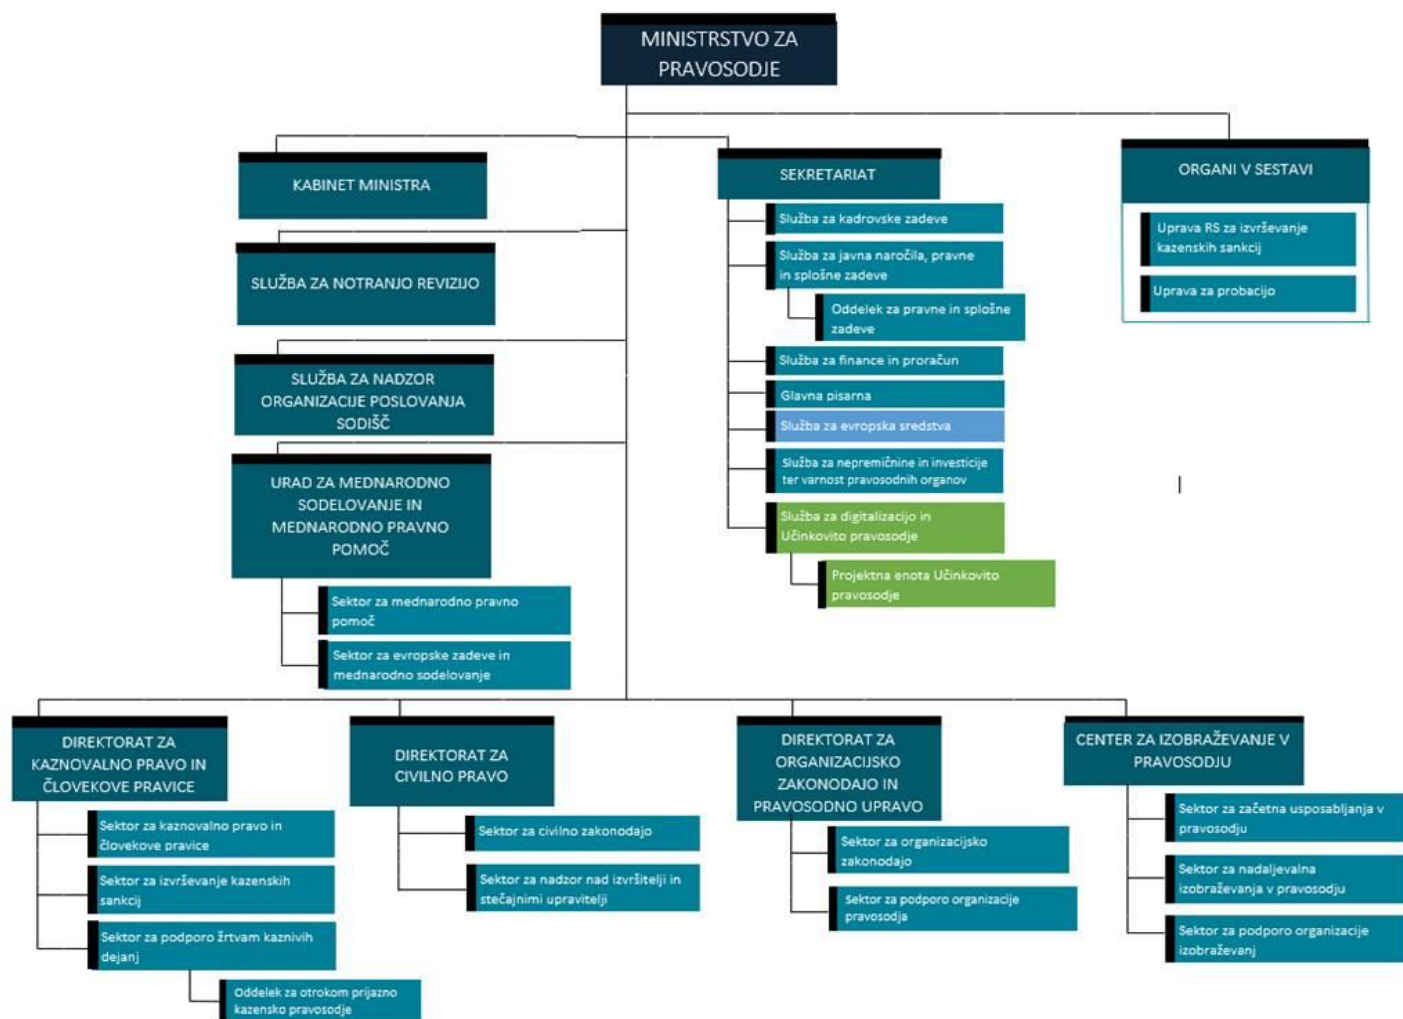 MINISTRSTVO ZA
PRAVOSODJE
KABINET MINISTRA
SLUŽBA ZA NOTRANJO REVIZIJO
SLUŽBA ZA NADZOR
ORGANIZACIJE POSLOVANJA
SODIŠČ
URAD ZA MEDNARODNO
SODELOVANJE IN
MEDNARODNO PRAVNO
POMOČ
Sektor za mednarodno pravno
pomoč
Sektor za evropske zadeve in
mednarodno sodelovanje
SEKRETARIAT
Služba za kadrovske zadeve
Služba za javna naročila, pravne
in splošne zadeve
Oddelek za pravne in splošne
zadeve
Služba za finance in proračun
Glavna pisarna
Služba za evropska sredstva
Služba za nepremičnine in investicije
ter varnost pravosodnih organov
Služba za digitalizacijo in
Učinkovito pravosodje
Projektna enota Učinkovito
pravosodje
ORGANI V SESTAVI
Uprava RS za izvrševanje
kazenskih sankcij
Uprava za probacijo
DIREKTORAT ZA
KAZNOVALNO PRAVO IN
ČLOVEKOVE PRAVICE
Sektor za kaznovalno pravo in
človekove pravice
Sektor za izvrševanje kazenskih
sankcij
Sektor za podporo žrtvam kaznivih
dejanj
Oddelek za otrokom prijazno
kazensko pravosodje
DIREKTORAT ZA
CIVILNO PRAVO
Sektor za civilno zakonodajo
Sektor za nadzor nad izvršitelji in
stečajnimi upravitelji
DIREKTORAT ZA
ORGANIZACIJSKO
ZAKONODAJO IN
PRAVOSODNO UPRAVO
Sektor za organizacijsko
zakonodajo
Sektor za podporo organizacije
pravosodja
CENTER ZA IZOBRAŽEVANJE V
PRAVOSODJU
Sektor za začetna usposabljanja v
pravosodju
Sektor za nadaljevalna
izobraževanja v pravosodju
Sektor za podporo organizacije
izobraževanj